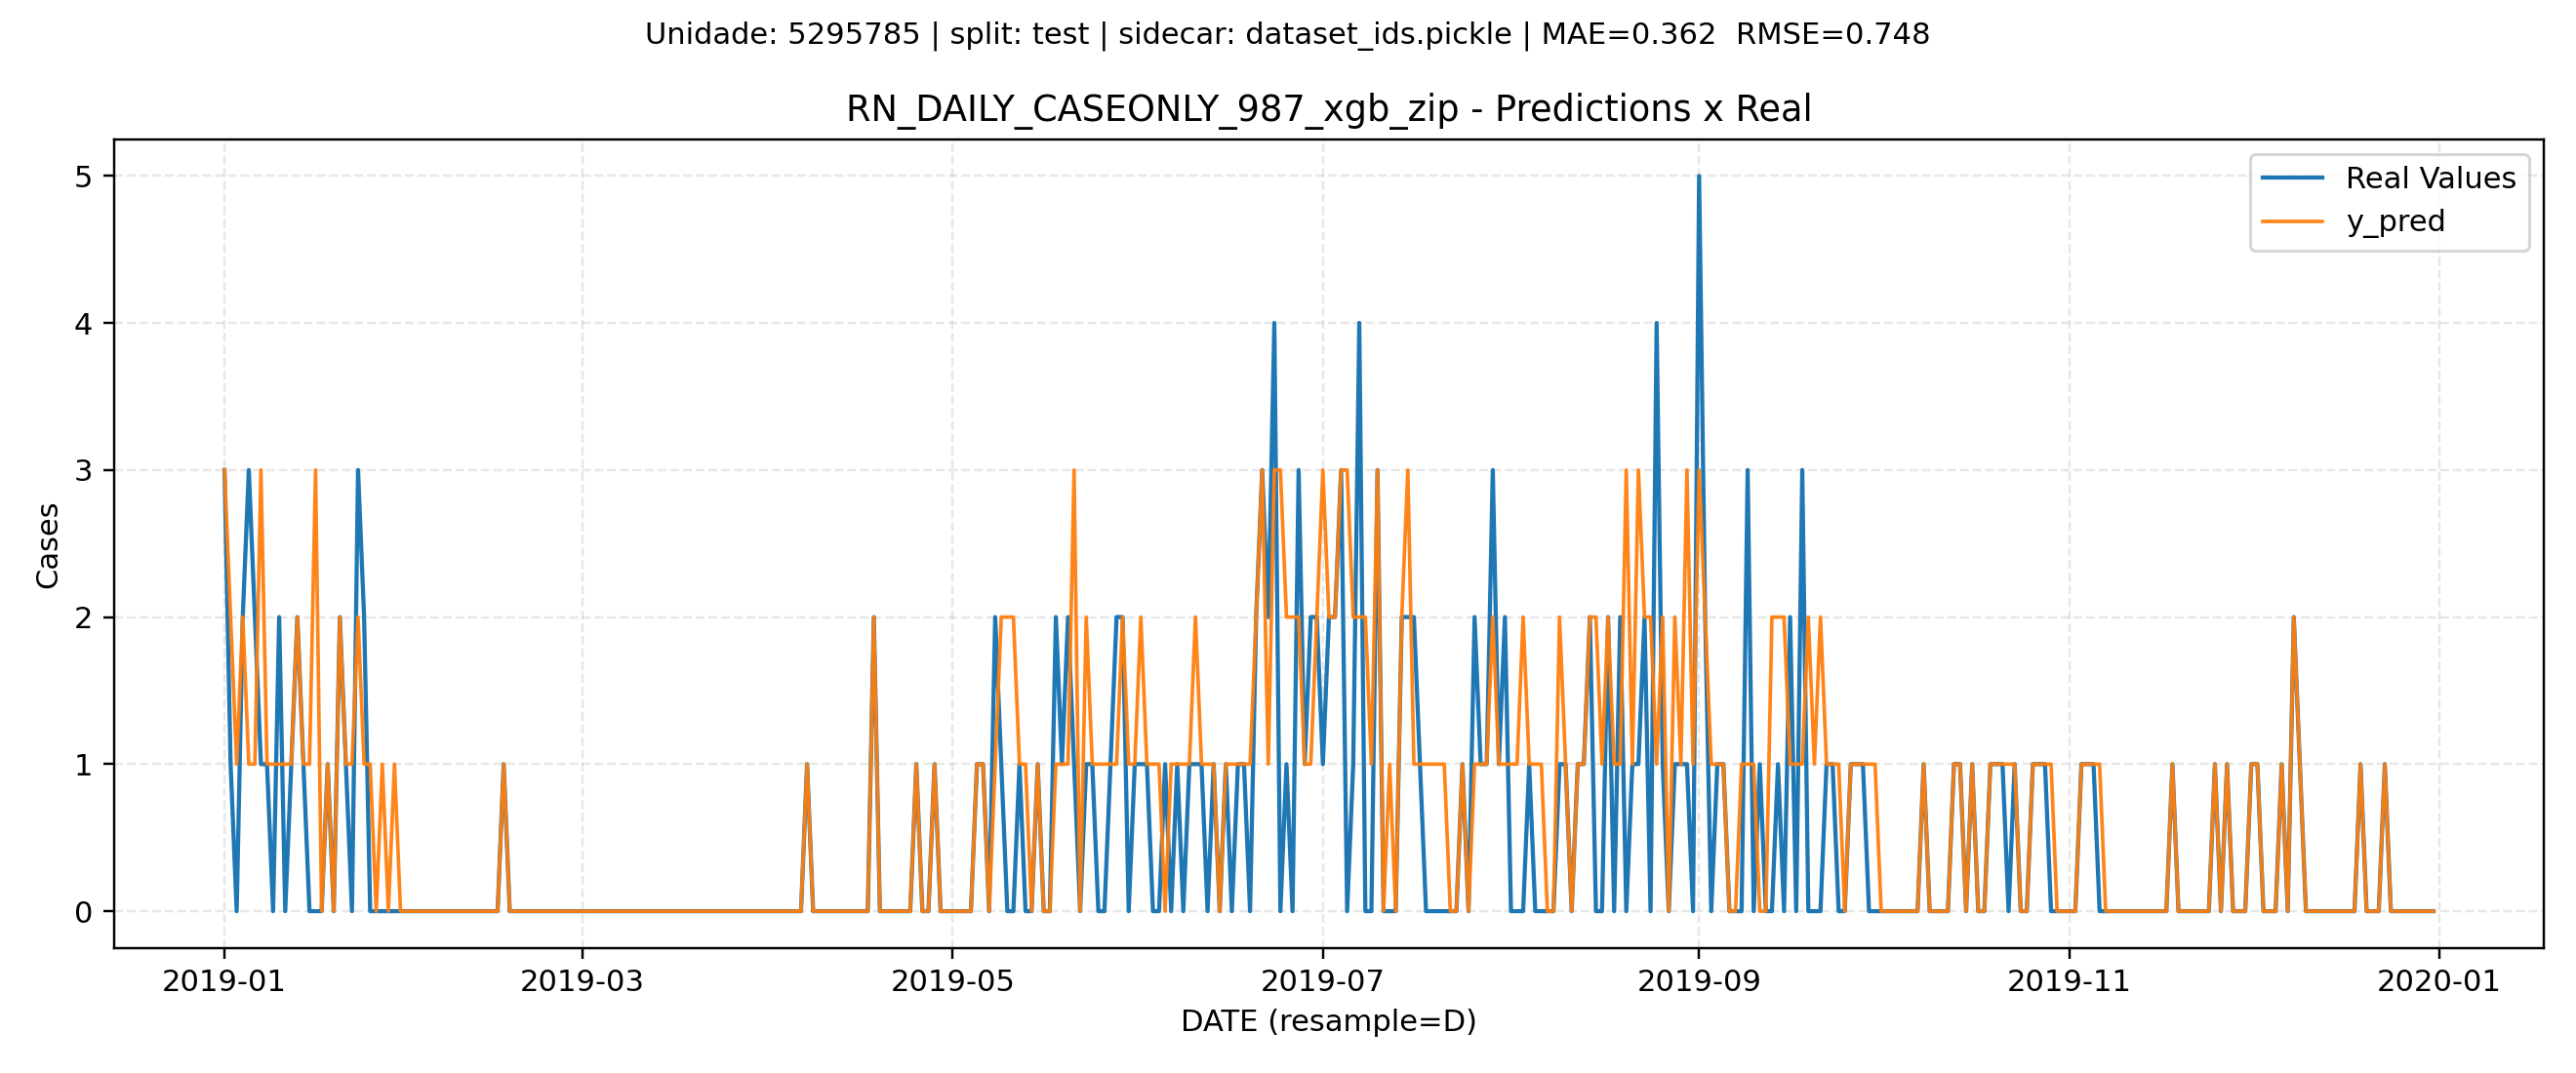 Unidade: 5295785 | split: test | sidecar: dataset_ids.pickle | MAE=0.362  RMSE=0.748
RN_DAILY_CASEONLY_987_xgb_zip - Predictions x Real
Real Values
y_pred
5
4
3
2
1
0
Cases
2019-01 2019-03 2019-05 2019-07 2019-09 2019-11 2020-01
DATE (resample=D)